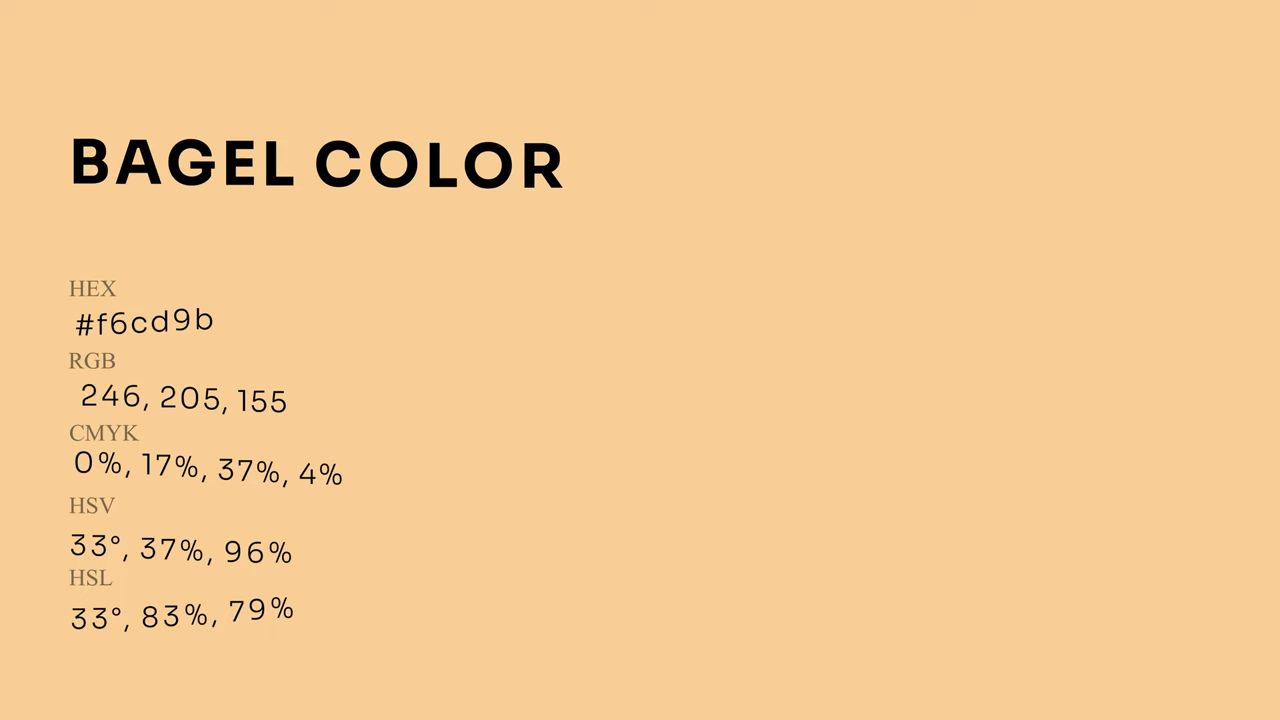 BAGEL COLOR
HEX
#f6cd9b
RGB
246, 205, 155
CMYK
0%, 17%, 37%, 4%
HSV
33°, 37%, 96%
HSL
33°, 83%, 79%